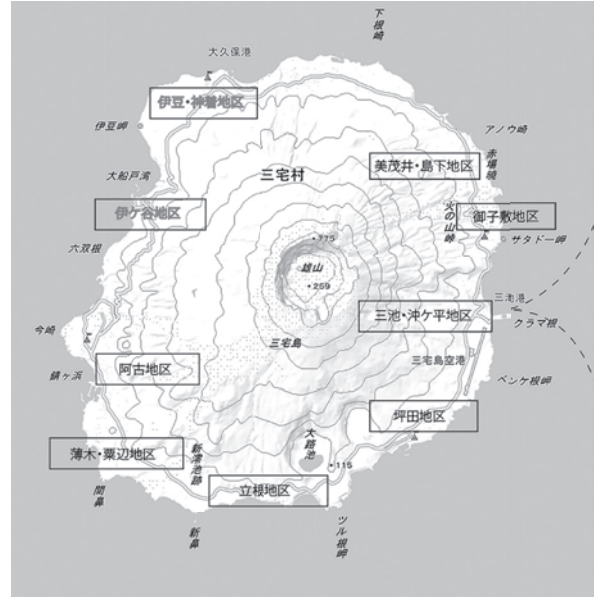 下根崎
大久保港
伊豆・神着地区
伊豆岬
アノウ崎
赤場暁
美茂井・島下地区
三宅村
大船戸湾
伊ケ谷地区
火の山峠
御子敷地区
サタドー岬
六双根
•775
雄山
•259
三池港
三池・沖ケ平地区
クラマ根
今崎
三宅島
三宅島空港
阿古地区
錆ヶ浜
ベンケ根岬
坪田地区
大路池
薄木・粟辺地区
新澪池跡
•115
間鼻
立根地区
新鼻
ツル根岬